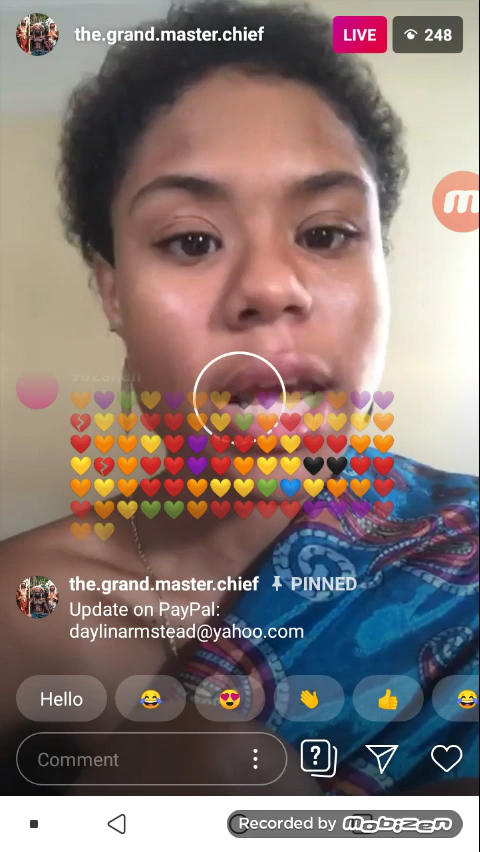 the.grand.master.chief
LIVE
248
the.grand.master.chief PINNED
Update on PayPal:
daylinarmstead@yahoo.com
Hello
Comment
Recorded by mobizen